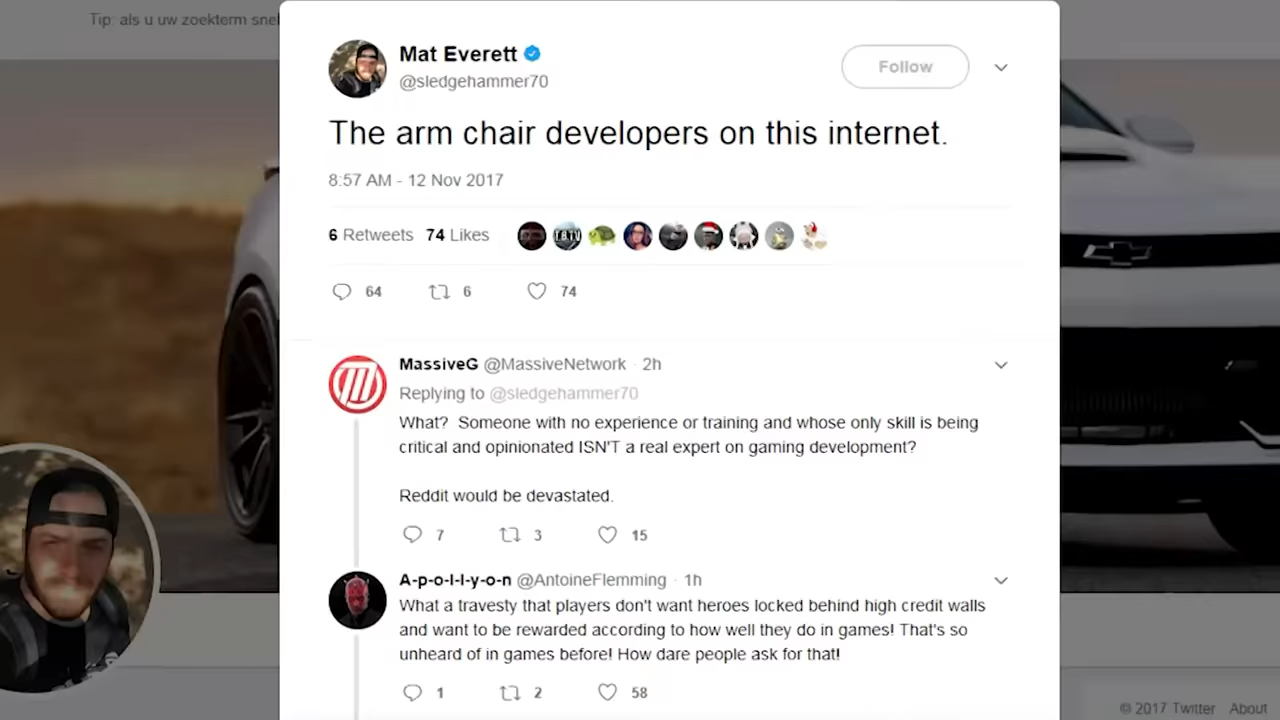 Tip: als u uw zoekterm snel
Mat Everett
@sledgehammer70
Follow
The arm chair developers on this internet.
8:57 AM - 12 Nov 2017
6 Retweets 74 Likes
T.B.TV
64 6 74
MassiveG @MassiveNetwork · 2h
Replying to @sledgehammer70
What? Someone with no experience or training and whose only skill is being
critical and opinionated ISN'T a real expert on gaming development?
Reddit would be devastated.
7 3 15
A-p-o-l-l-y-o-n @AntoineFlemming · 1h
What a travesty that players don't want heroes locked behind high credit walls
and want to be rewarded according to how well they do in games! That's so
unheard of in games before! How dare people ask for that!
1 2 58
© 2017 Twitter About